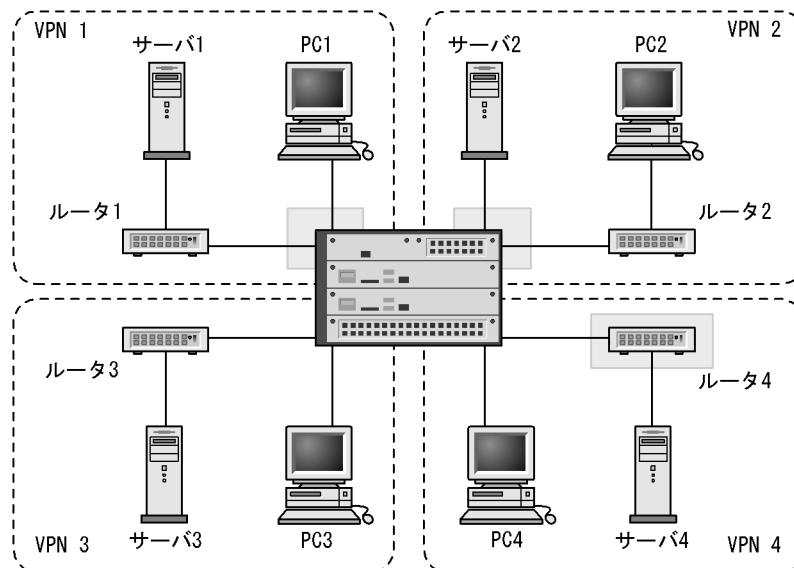 VPN 1
サーバ1
PC1
サーバ2
PC2
VPN 2
ルータ1
ルータ2
ルータ3
ルータ4
VPN 3
サーバ3
PC3
PC4
サーバ4
VPN 4